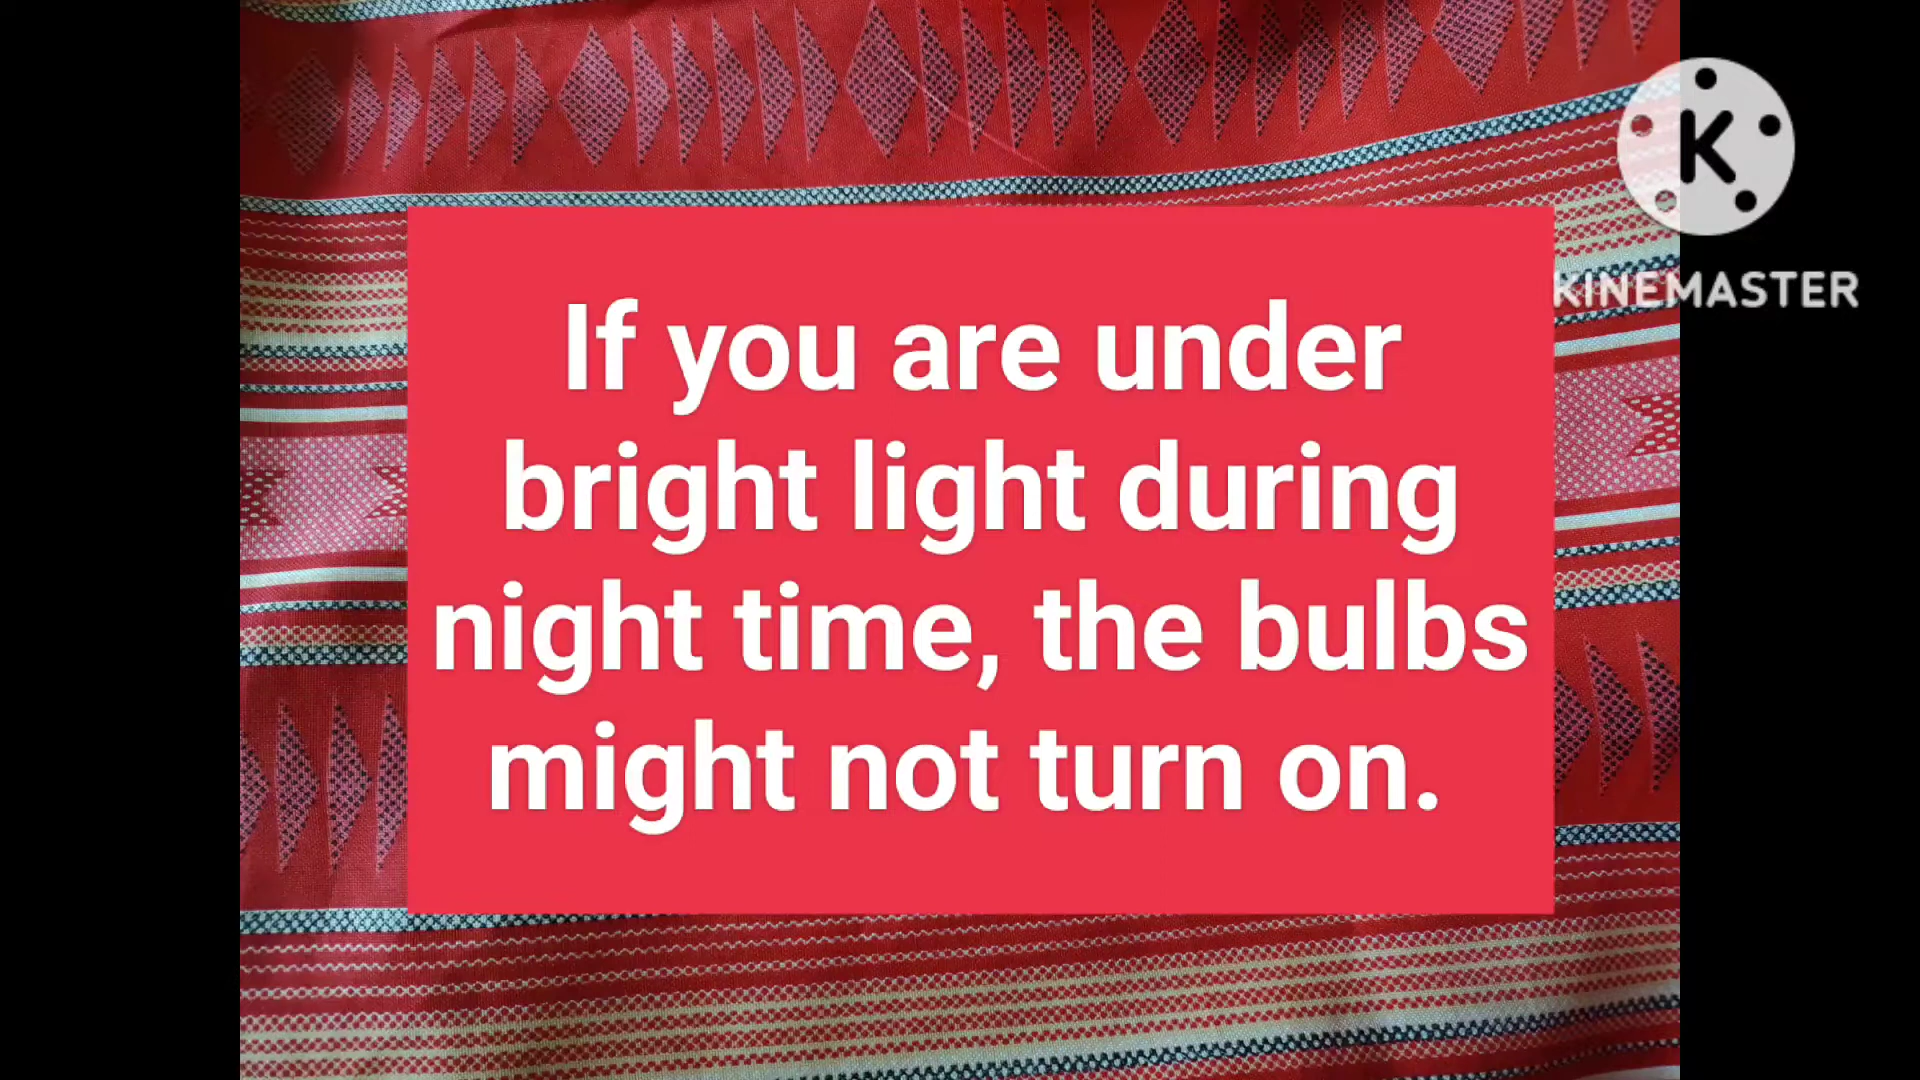 K
KINEMASTER
If you are under
bright light during
night time, the bulbs
might not turn on.